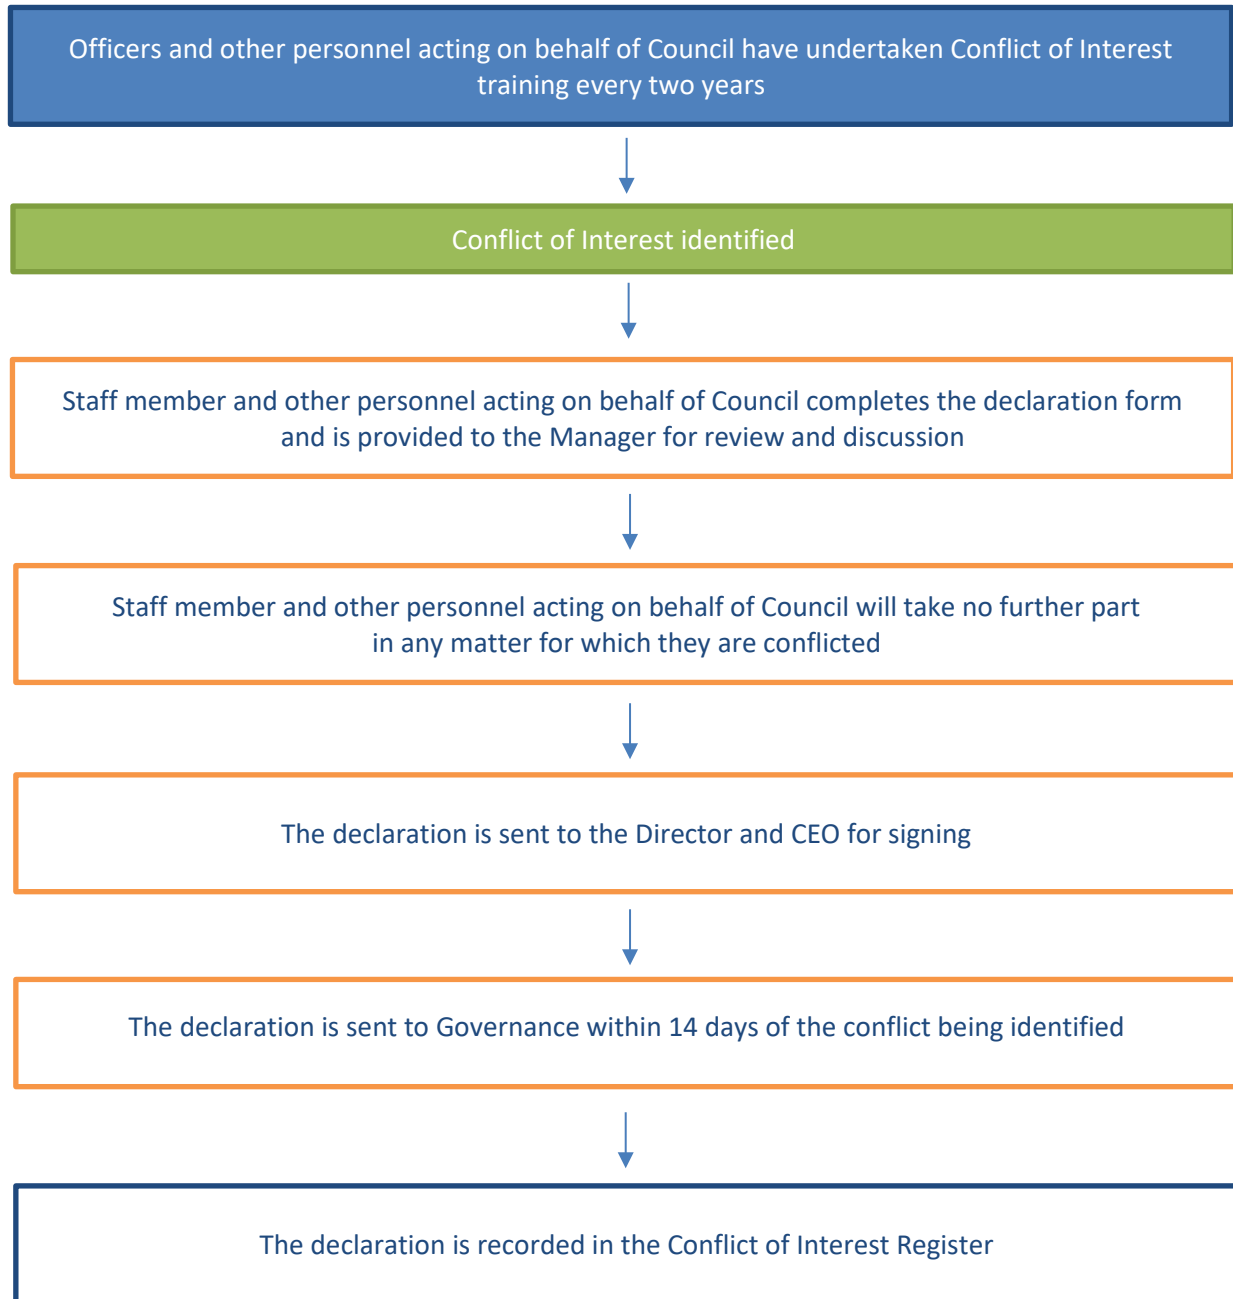 Officers and other personnel acting on behalf of Council have undertaken Conflict of Interest
training every two years
Conflict of Interest identified
Staff member and other personnel acting on behalf of Council completes the declaration form
and is provided to the Manager for review and discussion
Staff member and other personnel acting on behalf of Council will take no further part
in any matter for which they are conflicted
The declaration is sent to the Director and CEO for signing
The declaration is sent to Governance within 14 days of the conflict being identified
The declaration is recorded in the Conflict of Interest Register